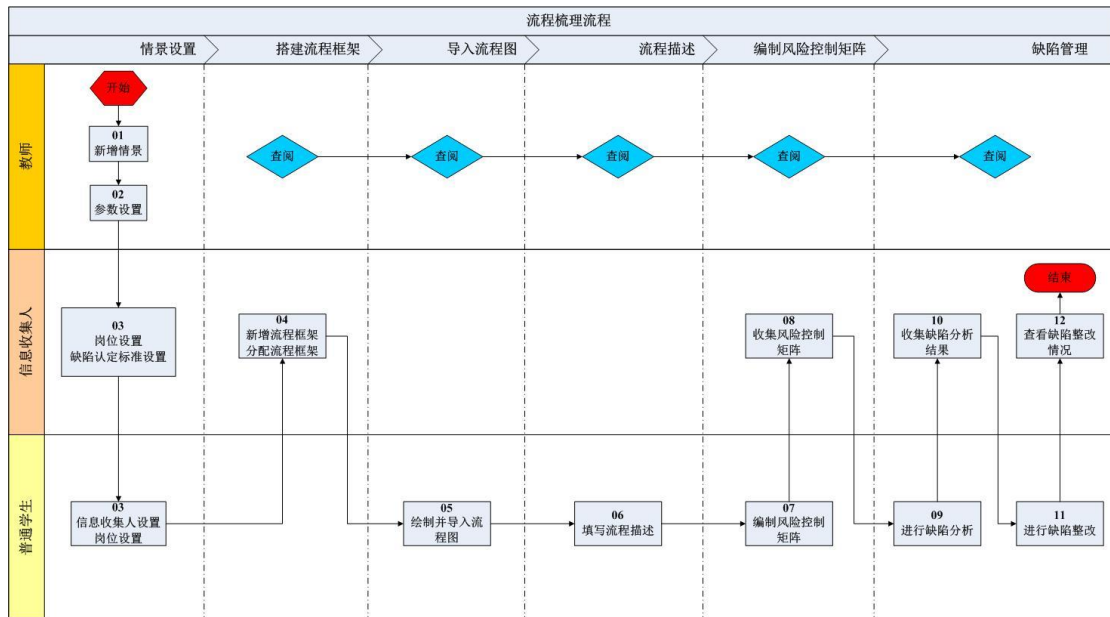 流程梳理流程
情景设置
搭建流程框架
导入流程图
流程描述
编制风险控制矩阵
缺陷管理
教师
开始
01
新增情景
02
参数设置
查阅
查阅
查阅
查阅
查阅
信息收集人
03
岗位设置
缺陷认定标准设置
04
新增流程框架
分配流程框架
08
收集风险控制
矩阵
10
收集缺陷分析
结果
结束
12
查看缺陷整改
情况
普通学生
03
信息收集人设置
岗位设置
05
绘制并导入流
程图
06
填写流程描述
07
编制风险控制
矩阵
09
进行缺陷分析
11
进行缺陷整改